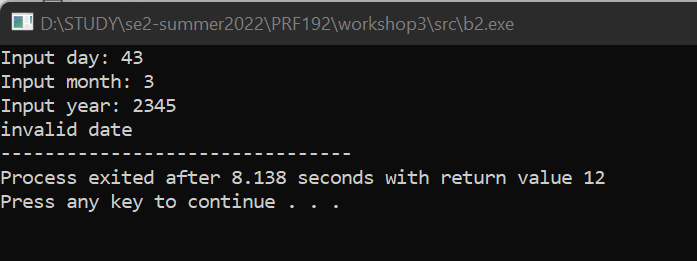 D:\STUDY\se2-summer2022\PRF192\workshop3\src\b2.exe
Input day: 43
Input month: 3
Input year: 2345
invalid date
--------------------------------
Process exited after 8.138 seconds with return value 12
Press any key to continue . . .